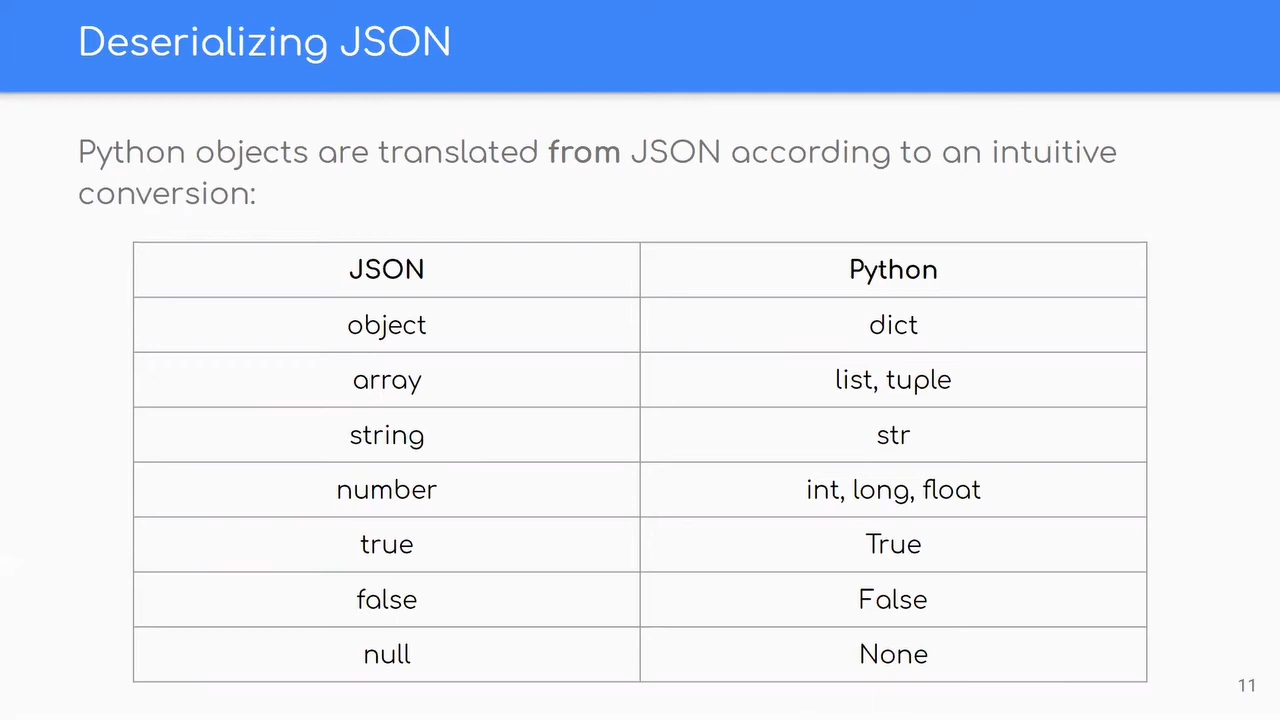 Deserializing JSON
Python objects are translated from JSON according to an intuitive
conversion:
JSON Python
object dict
array list, tuple
string str
number int, long, float
true True
false False
null None
11